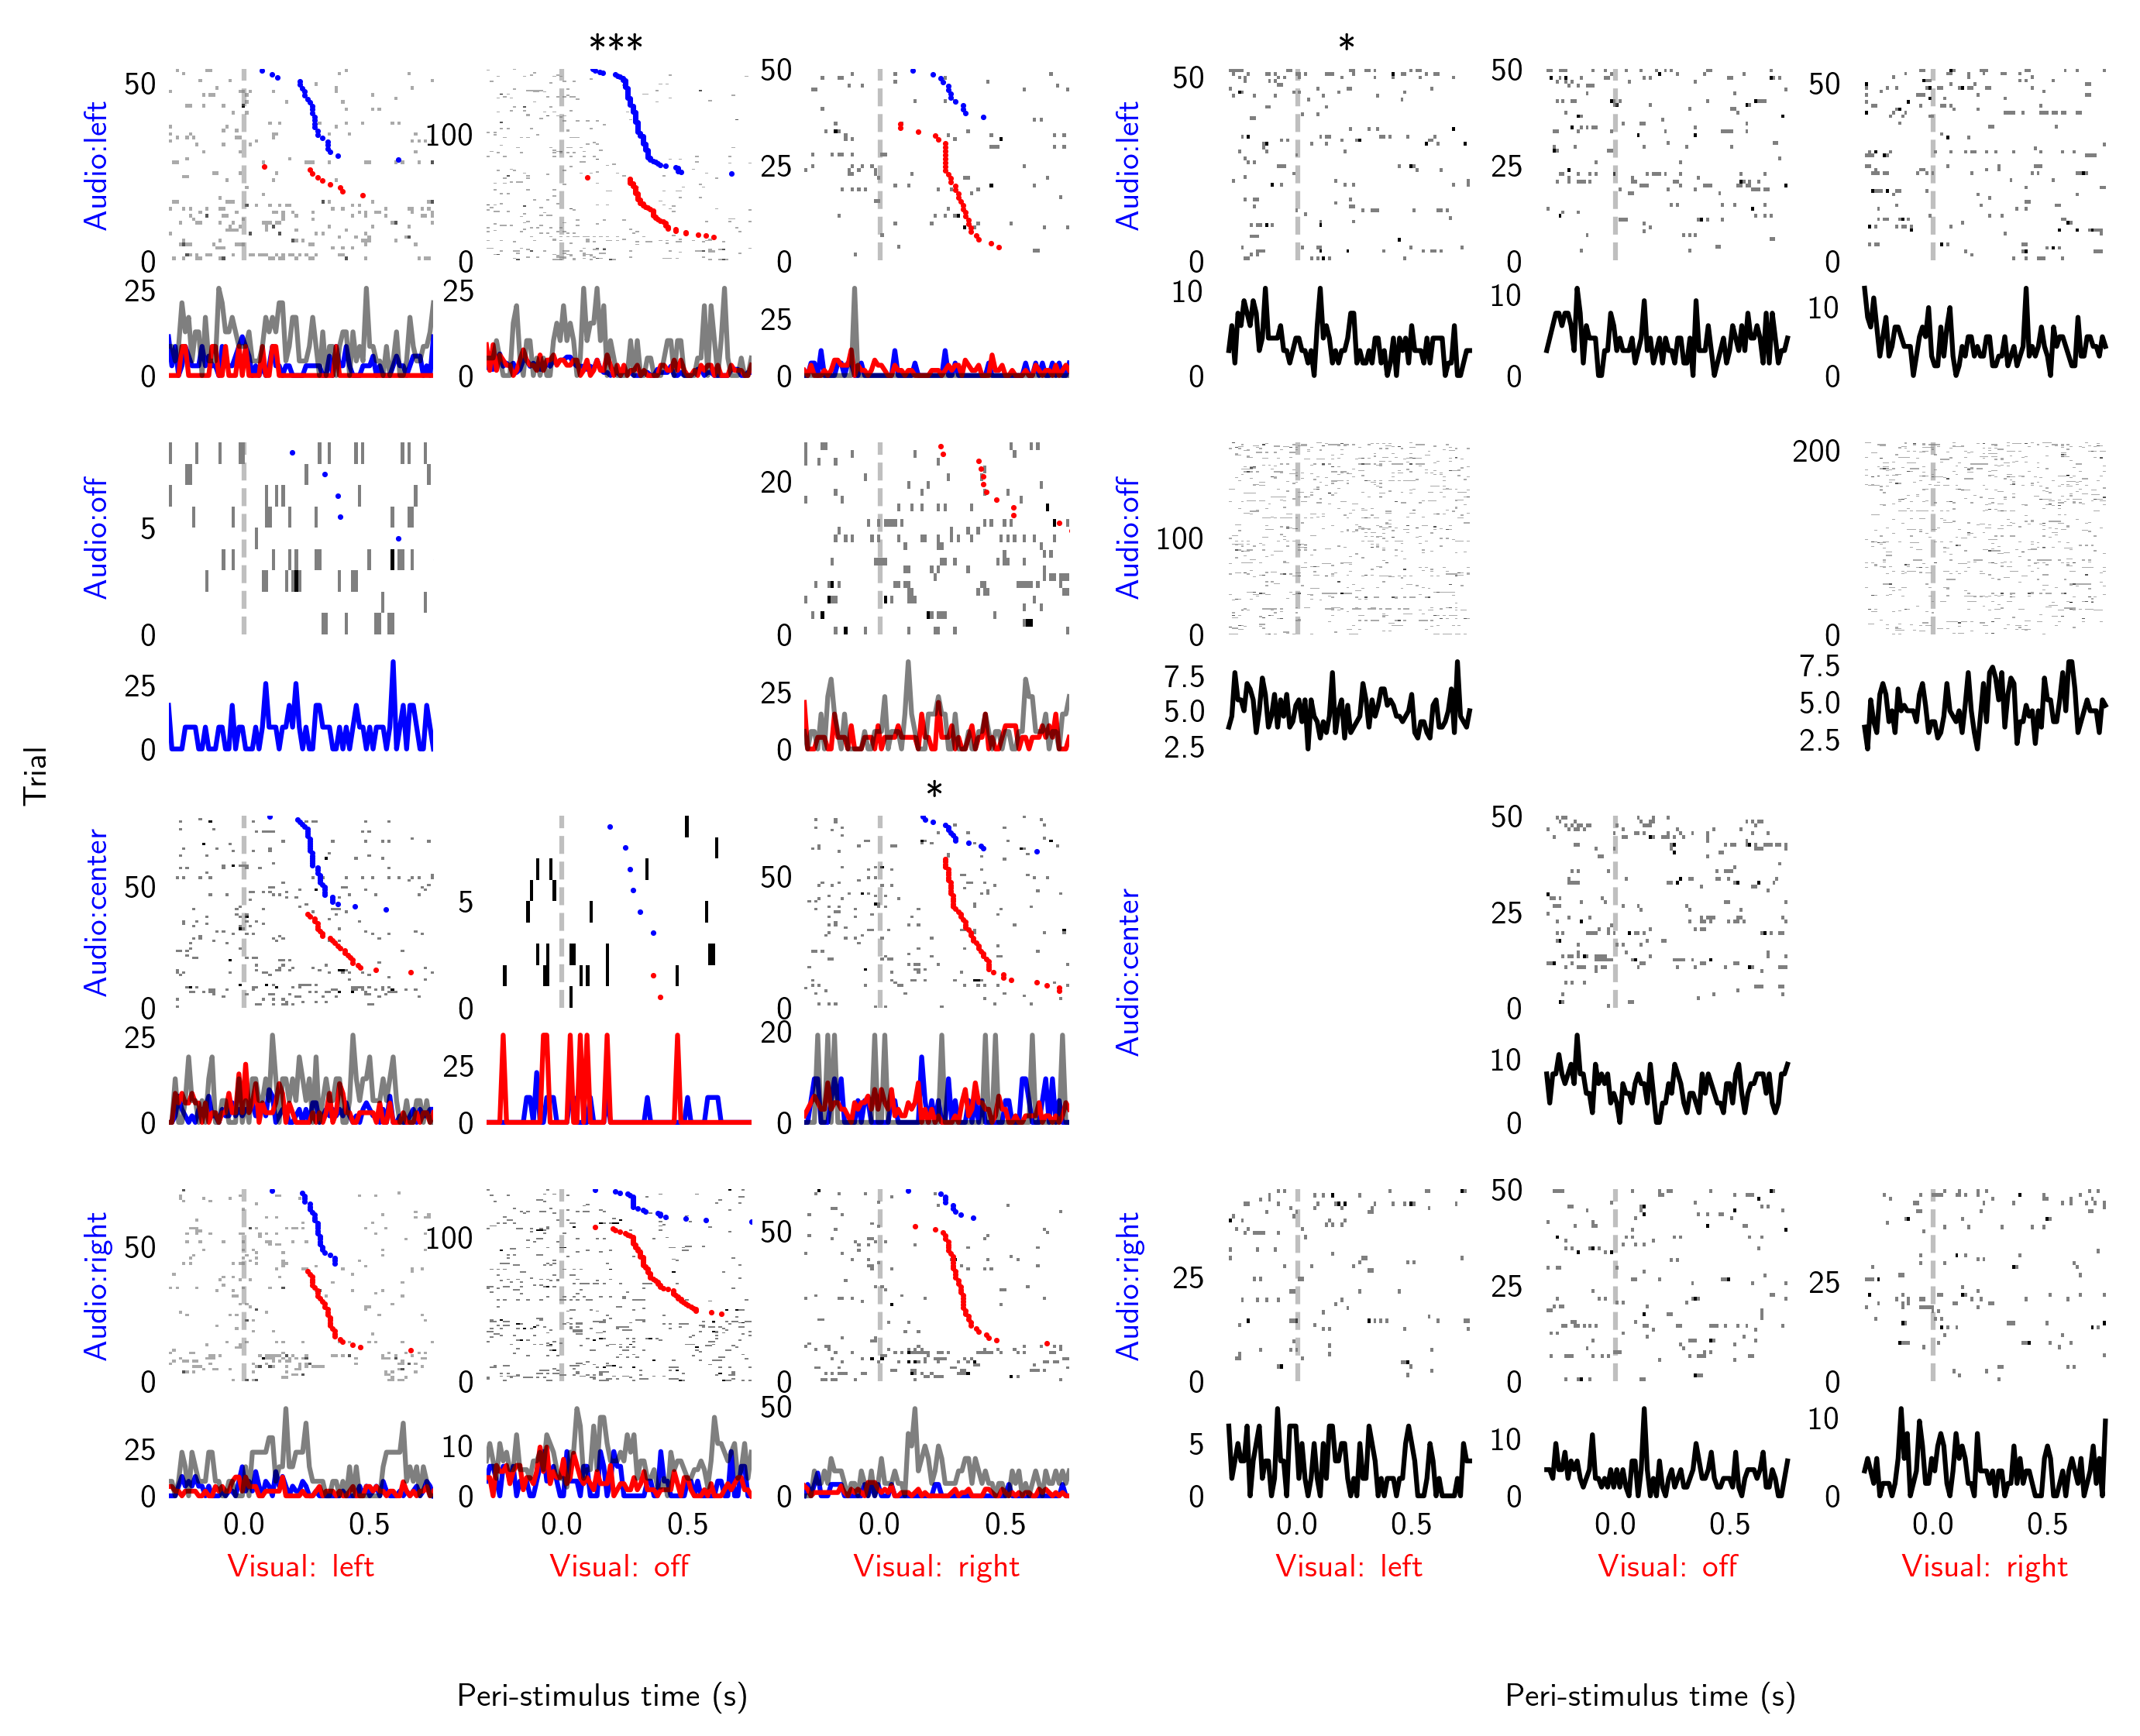 *** *
50 100 50 25 0 50 50 25 0 50
Audio:left Audio:left
0 0 0 0
25 25 25 10 10 10
0 0 0 0 0 0
Audio:off 5 0 20 0 Audio:off 100 0 200 0
25 0 25 0 7.5 5.0 2.5 7.5 5.0 2.5
Trial
*
Audio:center 50 0 5 0 50 0 Audio:center 50 25 0
25 0 25 0 20 0 10 0
Audio:right 50 0 100 0 50 0 Audio:right 25 0 50 25 0 25 0
25 0 10 0 50 0 5 0 10 0 10 0
0.0 0.5 0.0 0.5 0.0 0.5 0.0 0.5 0.0 0.5 0.0 0.5
Visual: left Visual: off Visual: right Visual: left Visual: off Visual: right
Peri-stimulus time (s) Peri-stimulus time (s)